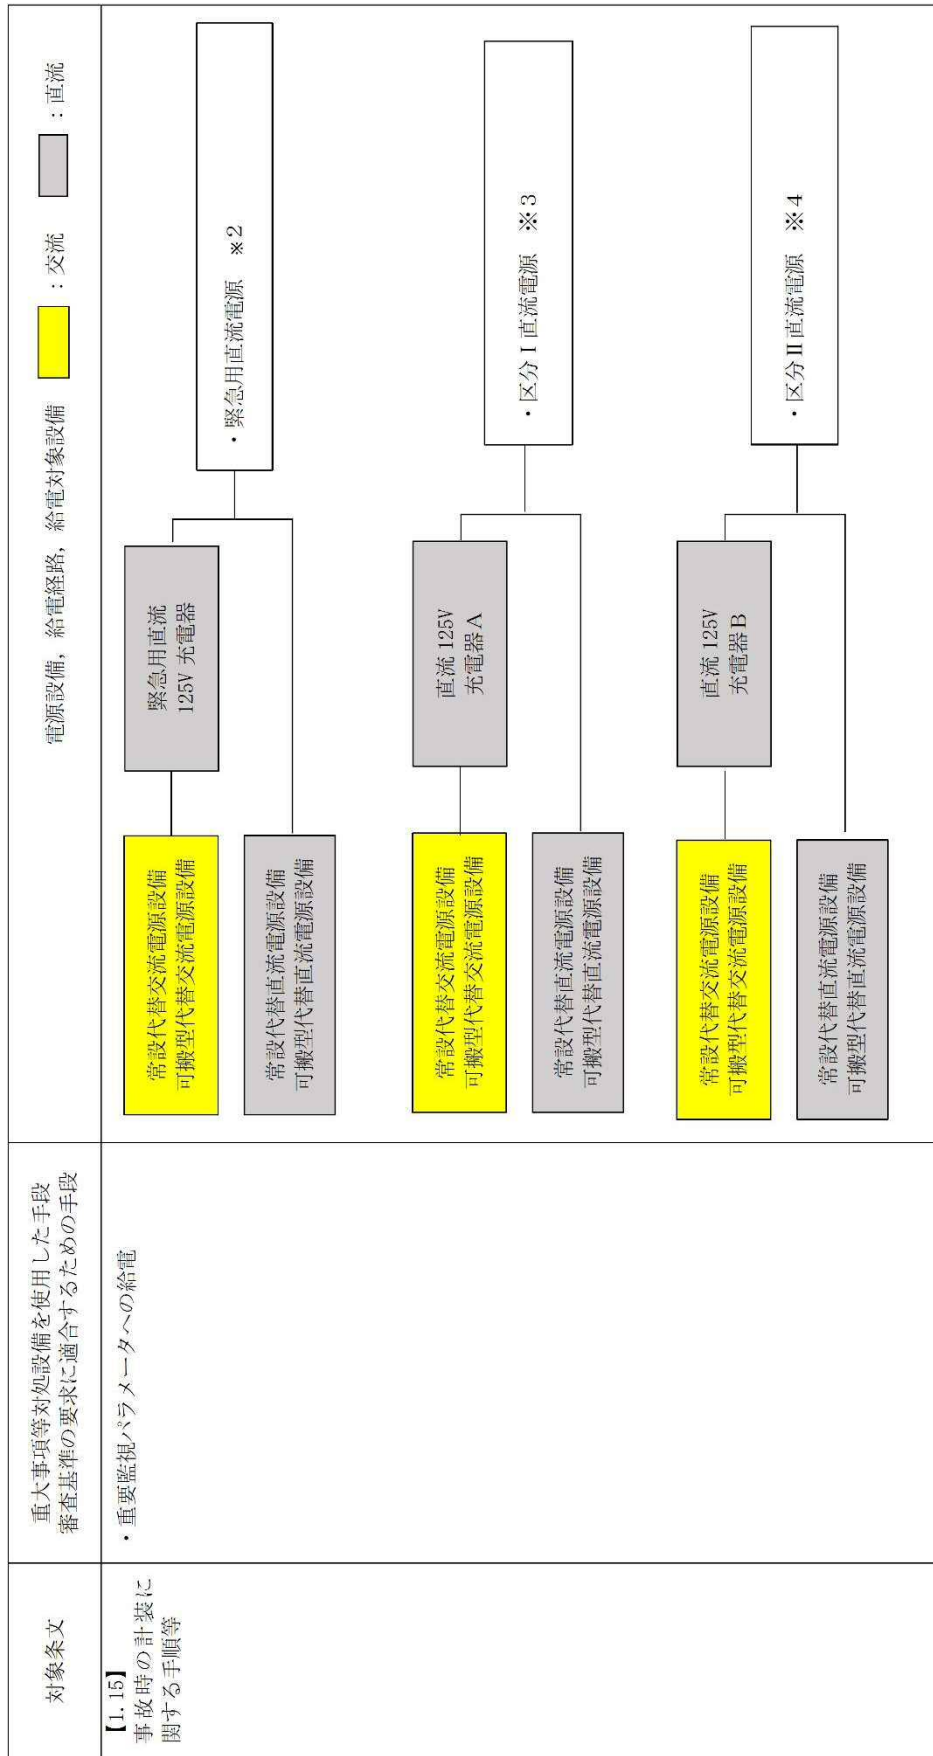 対象条文
重大事項等対処設備を使用した手段
審査基準の要求に適合するための手段
電源設備，給電経路，給電対象設備
：交流
：直流
【1.15】
事故時の計装に
関する手順等
・重要監視パラメータへの給電
常設代替交流電源設備
可搬型代替交流電源設備
緊急用直流
125V 充電器
・緊急用直流電源　※2
常設代替直流電源設備
可搬型代替直流電源設備
常設代替交流電源設備
可搬型代替交流電源設備
直流 125V
充電器A
・区分Ⅰ直流電源　※3
常設代替直流電源設備
可搬型代替直流電源設備
常設代替交流電源設備
可搬型代替交流電源設備
直流 125V
充電器B
・区分Ⅱ直流電源　※4
常設代替直流電源設備
可搬型代替直流電源設備